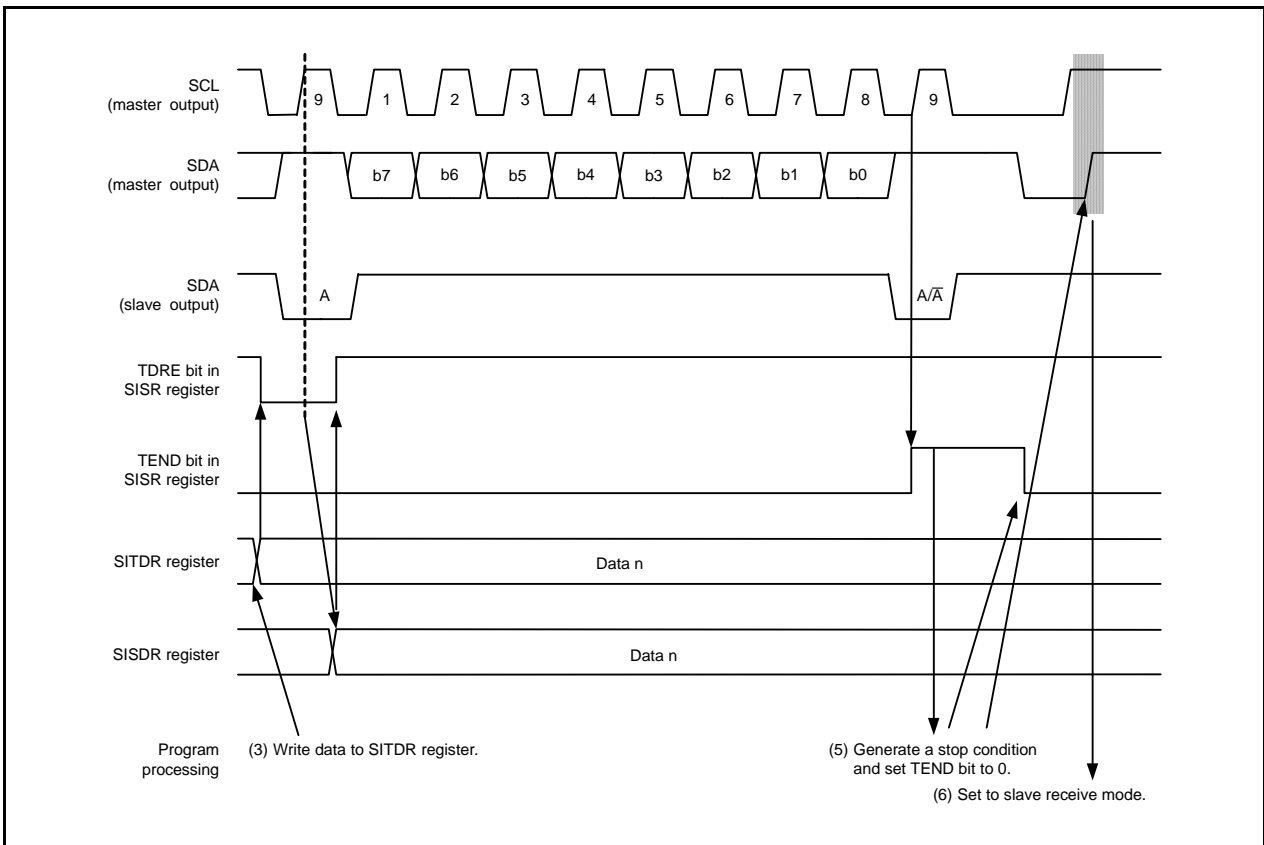 SCL
(master output)
9 1 2 3 4 5 6 7 8 9
SDA
(master output)
b7 b6 b5 b4 b3 b2 b1 b0
SDA
(slave output)
A A/A̅
TDRE bit in
SISR register
TEND bit in
SISR register
SITDR register
Data n
SISDR register
Data n
Program
processing
(3) Write data to SITDR register.
(5) Generate a stop condition
and set TEND bit to 0.
(6) Set to slave receive mode.